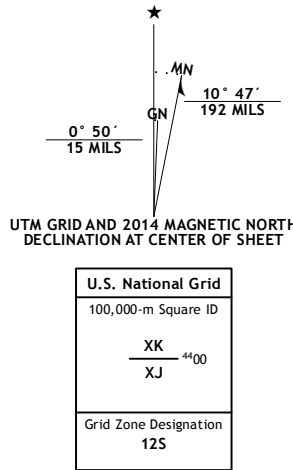 ★
MN
GN
10° 47´
192 MILS
0° 50´
15 MILS
UTM GRID AND 2014 MAGNETIC NORTH
DECLINATION AT CENTER OF SHEET
U.S. National Grid
100,000-m Square ID
XK
4400
XJ
Grid Zone Designation
12S